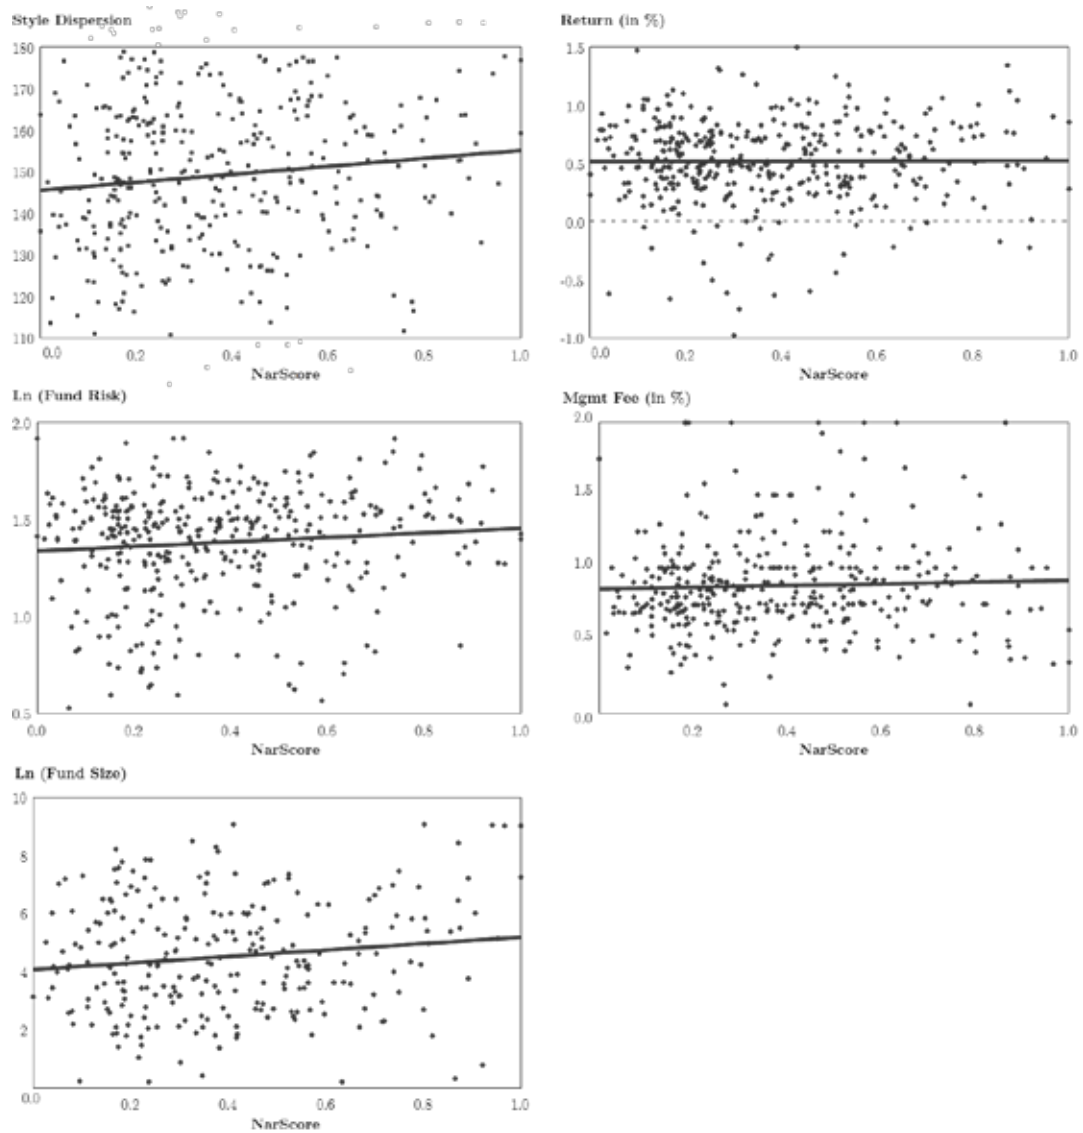 Style Dispersion
180
170
160
150
140
130
120
110
0.0 0.2 0.4 0.6 0.8 1.0
NarScore
Return (in %)
1.5
1.0
0.5
0.0
-0.5
-1.0
0.0 0.2 0.4 0.6 0.8 1.0
NarScore
Ln (Fund Risk)
2.0
1.5
1.0
0.5
0.0 0.2 0.4 0.6 0.8 1.0
NarScore
Mgmt Fee (in %)
2.0
1.5
1.0
0.5
0.0
0.2 0.4 0.6 0.8 1.0
NarScore
Ln (Fund Size)
10
8
6
4
2
0.0 0.2 0.4 0.6 0.8 1.0
NarScore